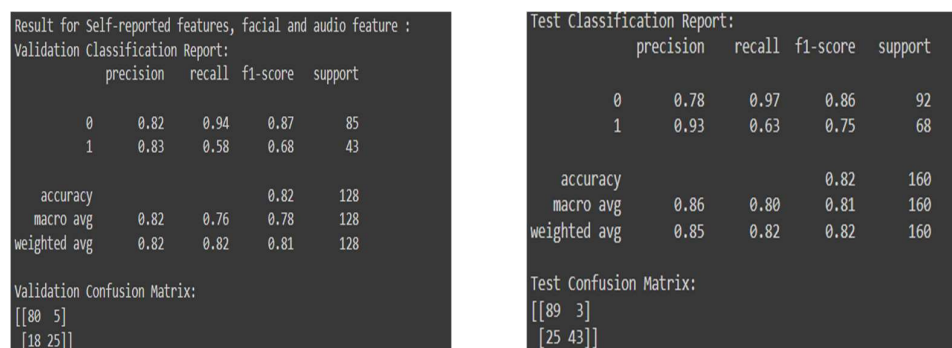 Result for Self-reported features, facial and audio feature :
Validation Classification Report:
precision recall f1-score support
0 0.82 0.94 0.87 85
1 0.83 0.58 0.68 43
accuracy 0.82 128
macro avg 0.82 0.76 0.78 128
weighted avg 0.82 0.82 0.81 128
Validation Confusion Matrix:
[[80 5]
[18 25]]
Test Classification Report:
precision recall f1-score support
0 0.78 0.97 0.86 92
1 0.93 0.63 0.75 68
accuracy 0.82 160
macro avg 0.86 0.80 0.81 160
weighted avg 0.85 0.82 0.82 160
Test Confusion Matrix:
[[89 3]
[25 43]]